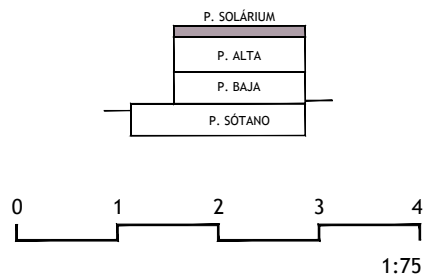 P. SOLÁRIUM
P. ALTA
P. BAJA
P. SÓTANO
0 1 2 3 4
1:75